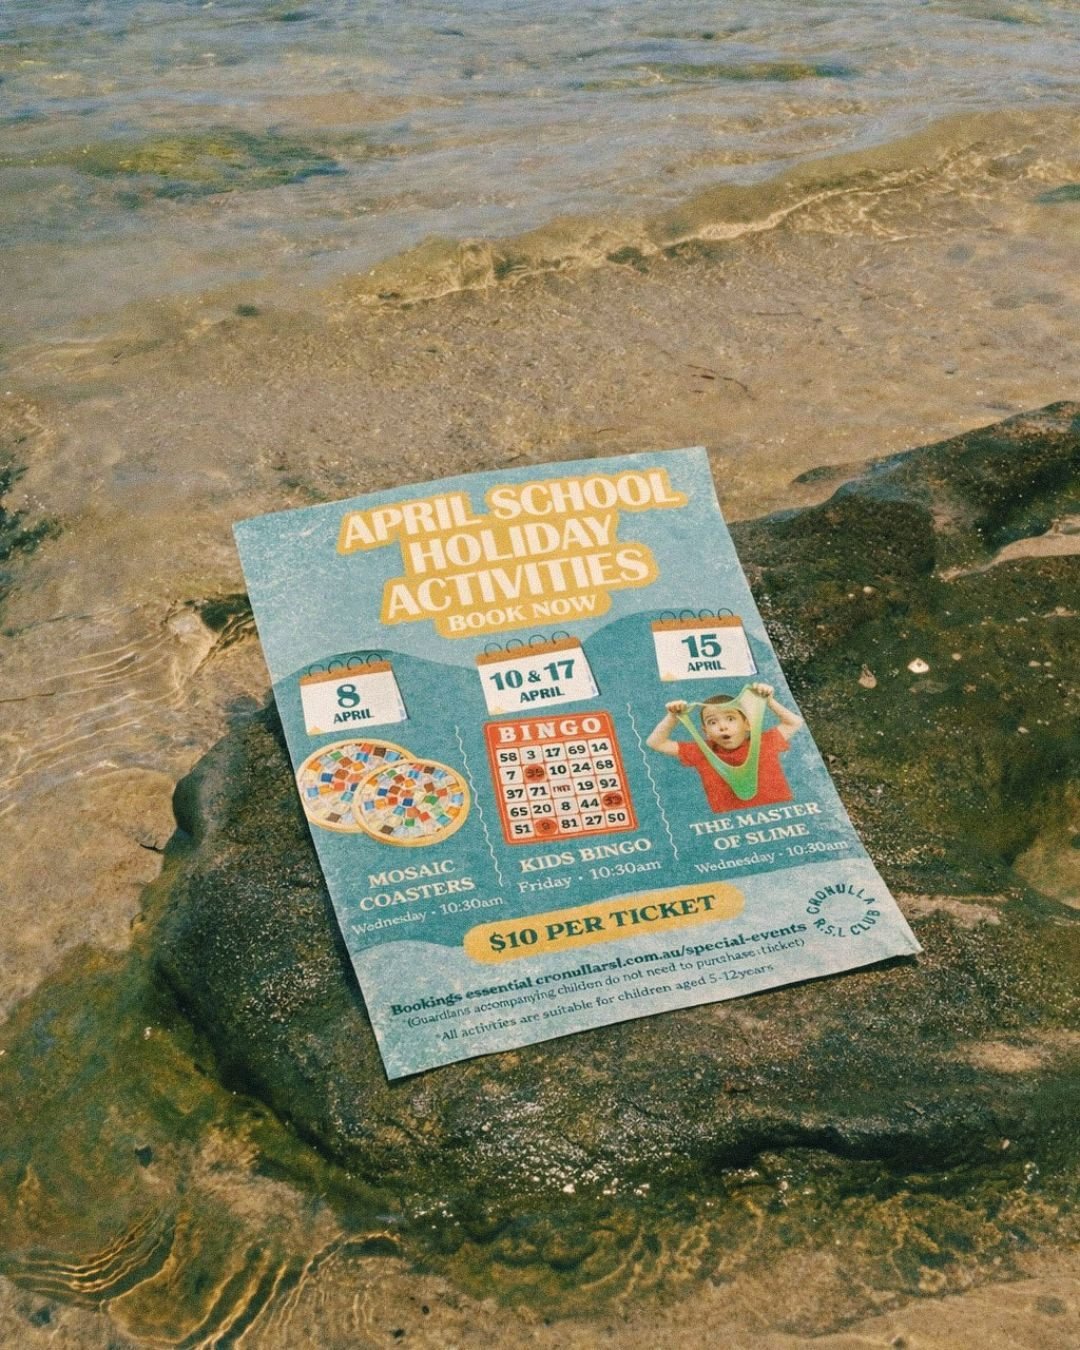 APRIL SCHOOL
HOLIDAY
ACTIVITIES
BOOK NOW
8
APRIL
MOSAIC
COASTERS
Wednesday • 10:30am
10 & 17
APRIL
BINGO
58 3 17 69 14
7 10 24 68
37 71 FREE 19 92
65 20 8 44
51 9 81 27 50
KIDS BINGO
Friday • 10:30am
15
APRIL
THE MASTER
OF SLIME
Wednesday • 10:30am
$10 PER TICKET
CRONULLA
R.S.L CLUB
Bookings essential cronullarsl.com.au/special-events
*(Guardians accompanying children do not need to purchase ticket)
*All activities are suitable for children aged 5-12years